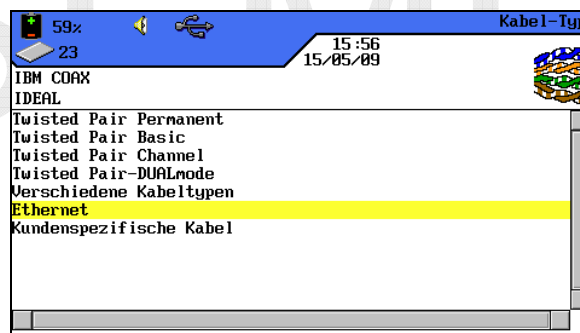 59%
23
15:56
15/05/09
Kabel-Ty
IBM COAX
IDEAL
Twisted Pair Permanent
Twisted Pair Basic
Twisted Pair Channel
Twisted Pair-DUALmode
Verschiedene Kabeltypen
Ethernet
Kundenspezifische Kabel